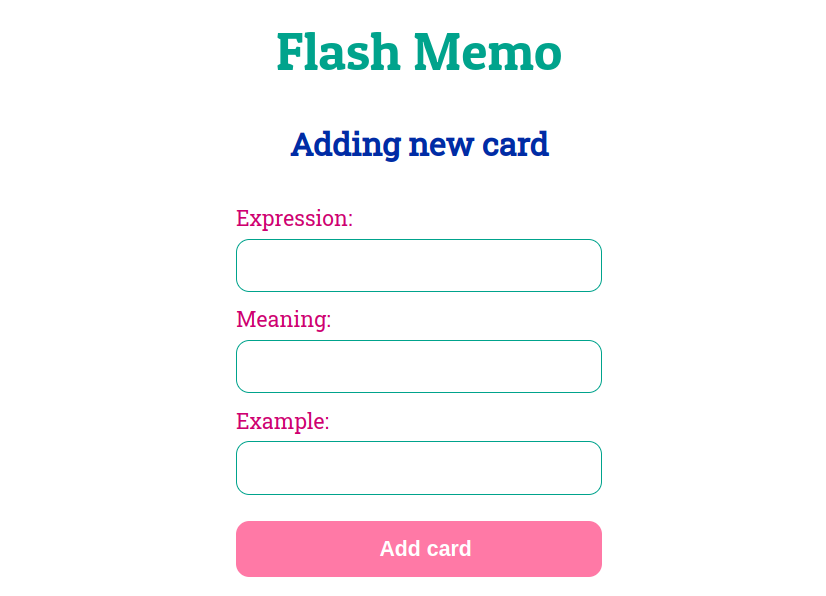 Flash Memo
Adding new card
Expression:
Meaning:
Example:
Add card